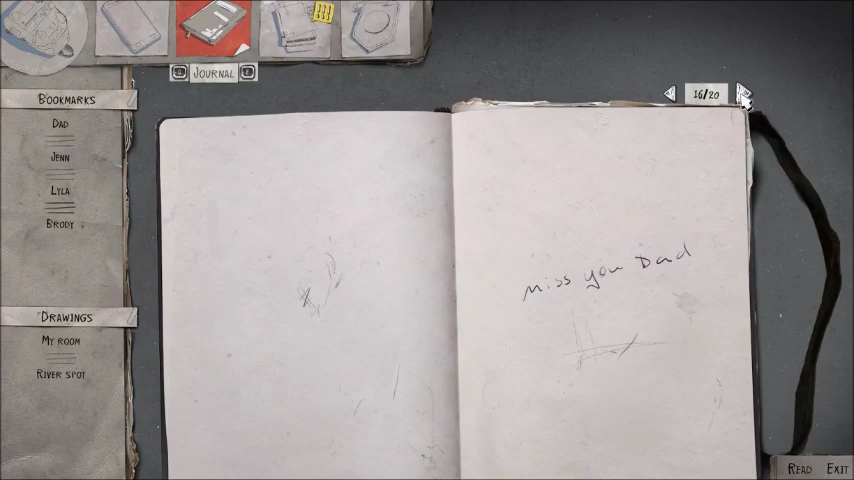 JOURNAL
BOOKMARKS
DAD
JENN
LYLA
BRODY
DRAWINGS
MY ROOM
RIVER SPOT
16/20
Miss you Dad
READ EXIT